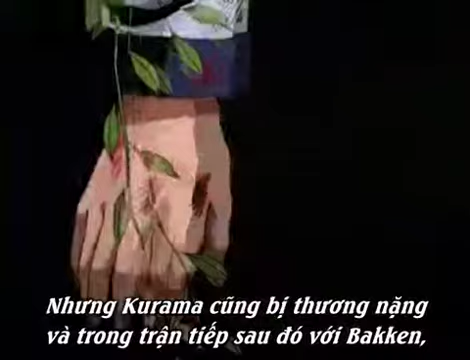 Nhưng Kurama cũng bị thương nặng
và trong trận tiếp sau đó với Bakken,